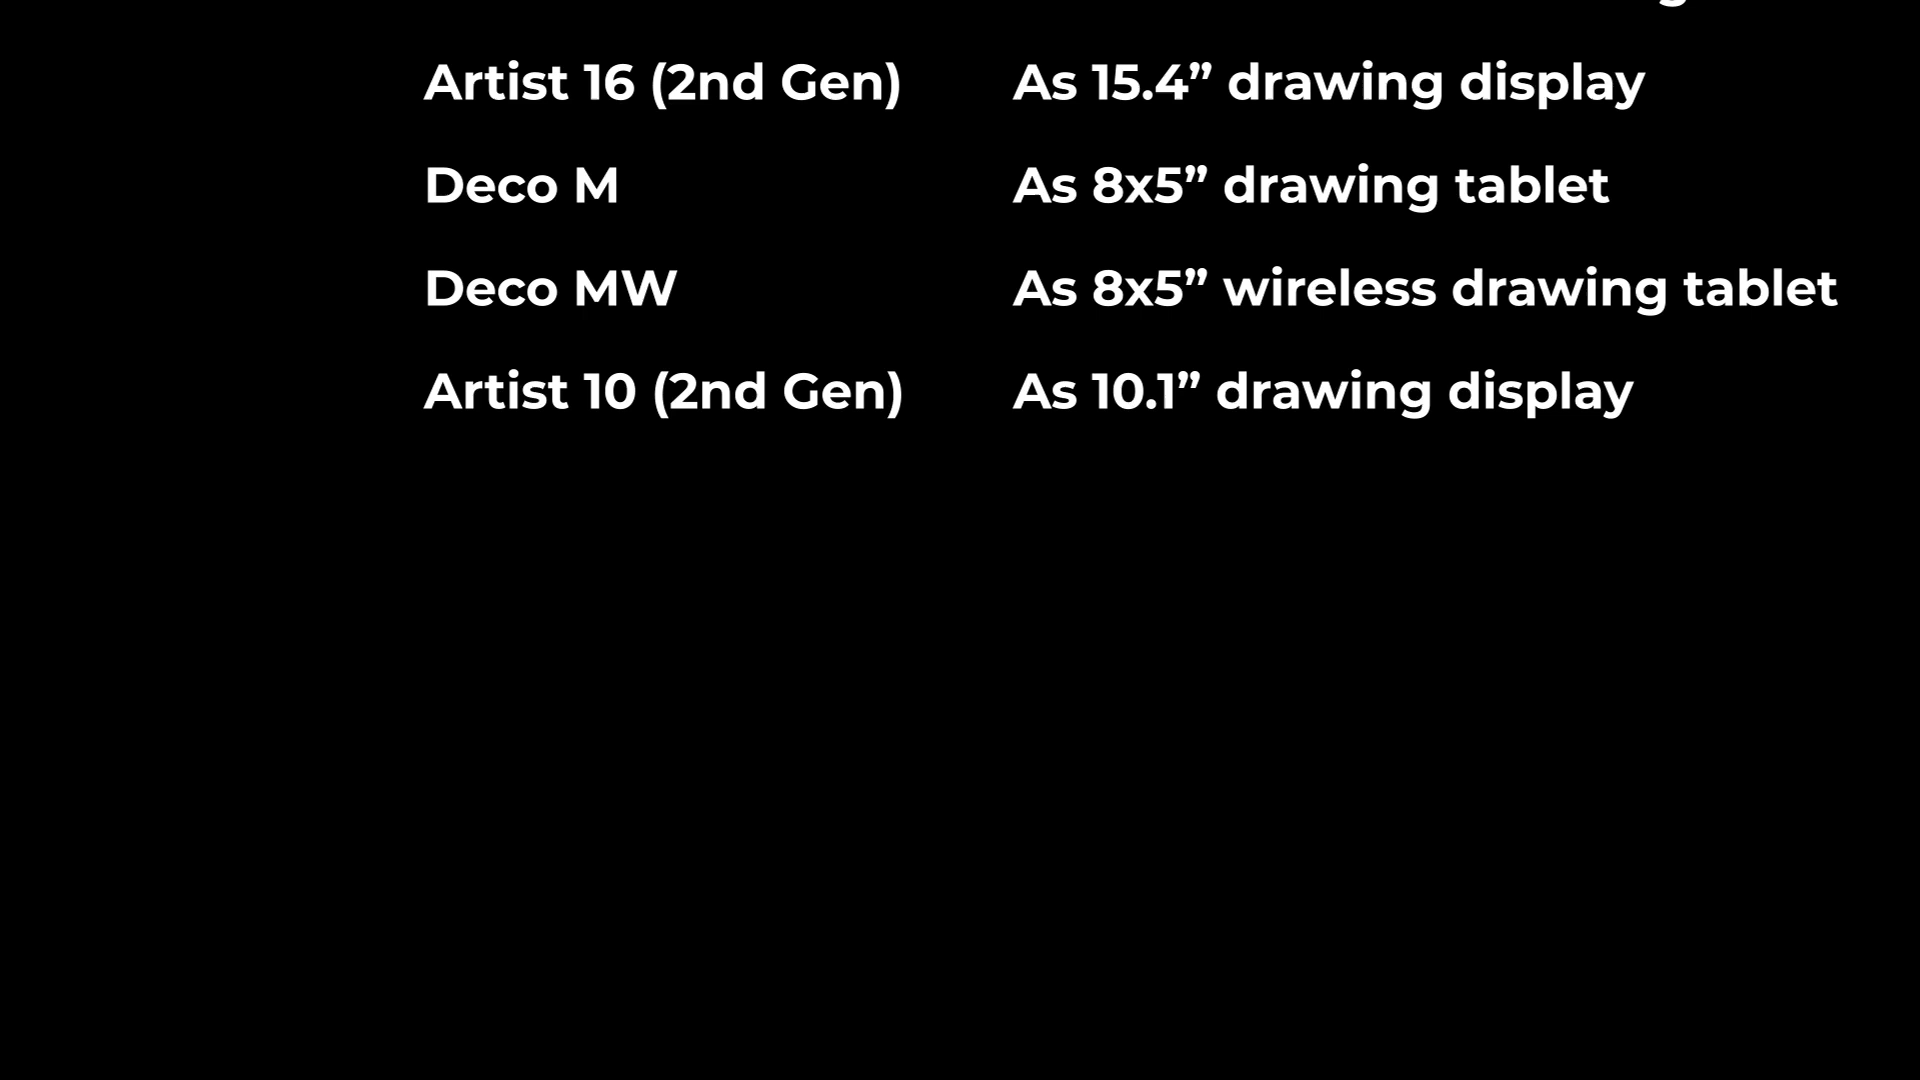 Artist 16 (2nd Gen) As 15.4” drawing display
Deco M As 8x5” drawing tablet
Deco MW As 8x5” wireless drawing tablet
Artist 10 (2nd Gen) As 10.1” drawing display